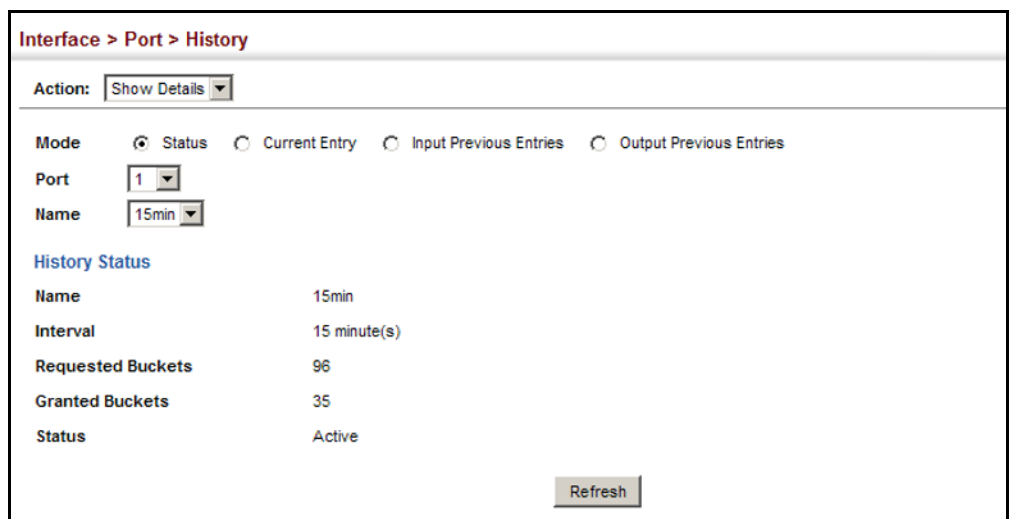 Interface > Port > History
Action: Show Details
Mode Status Current Entry Input Previous Entries Output Previous Entries
Port 1
Name 15min
History Status
Name 15min
Interval 15 minute(s)
Requested Buckets 96
Granted Buckets 35
Status Active
Refresh